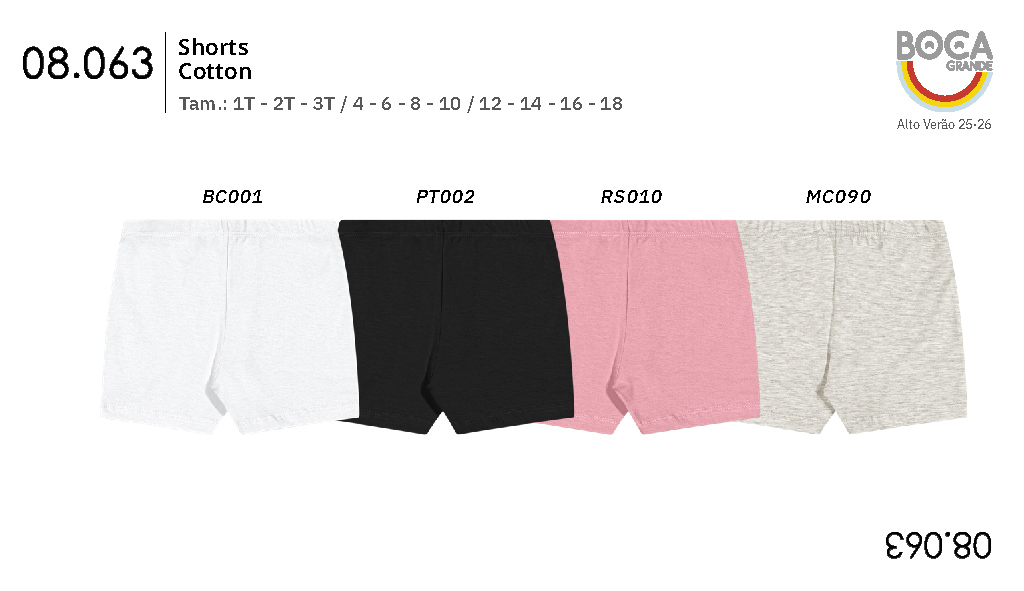 08.063
Shorts
Cotton
Tam.: 1T - 2T - 3T / 4 - 6 - 8 - 10 / 12 - 14 - 16 - 18
BOCA
GRANDE
Alto Verão 25-26
BC001
PT002
RS010
MC090
08.063